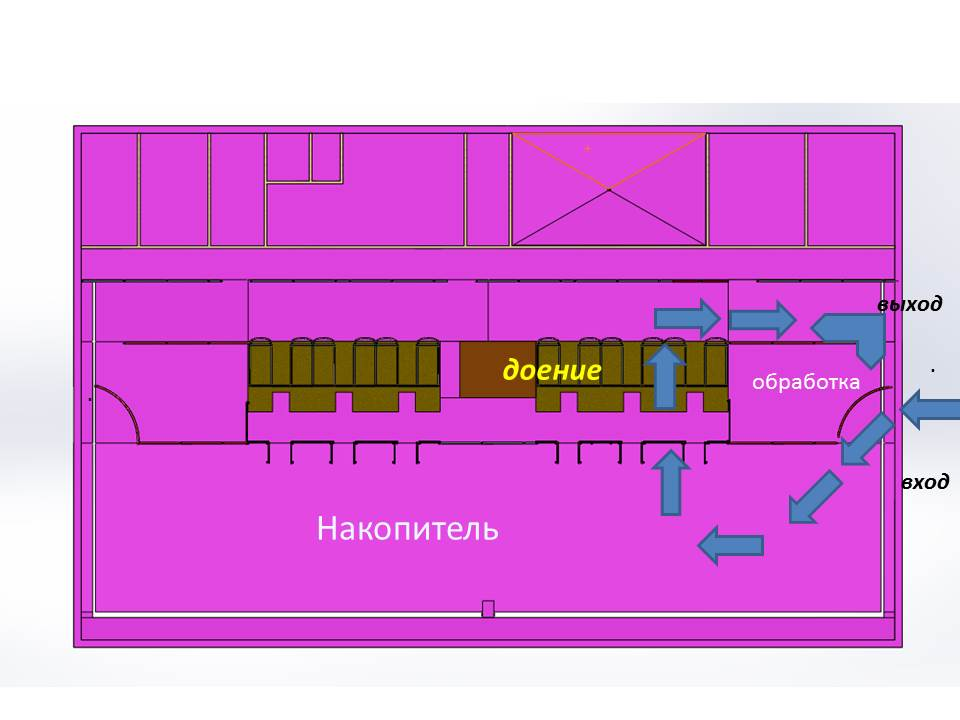 выход
доение
обработка
вход
Накопитель